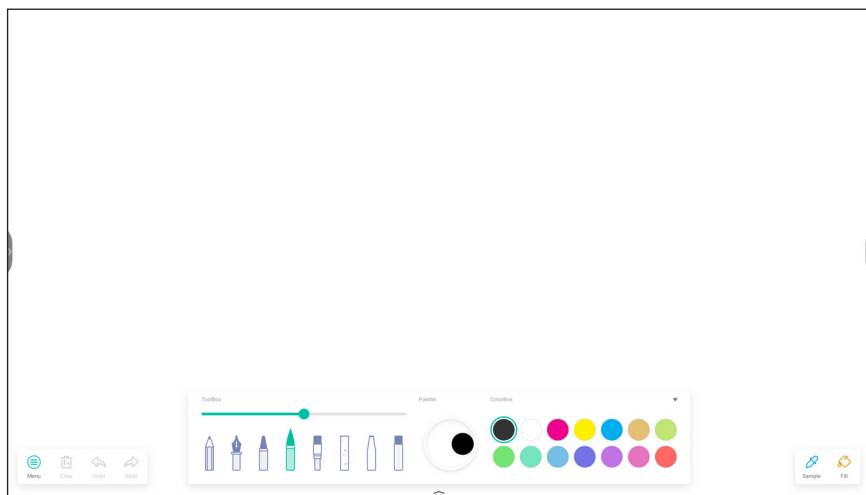 ToolBox
Palette
ColorBox
Menu
Clear
Undo
Redo
Sample
Fill